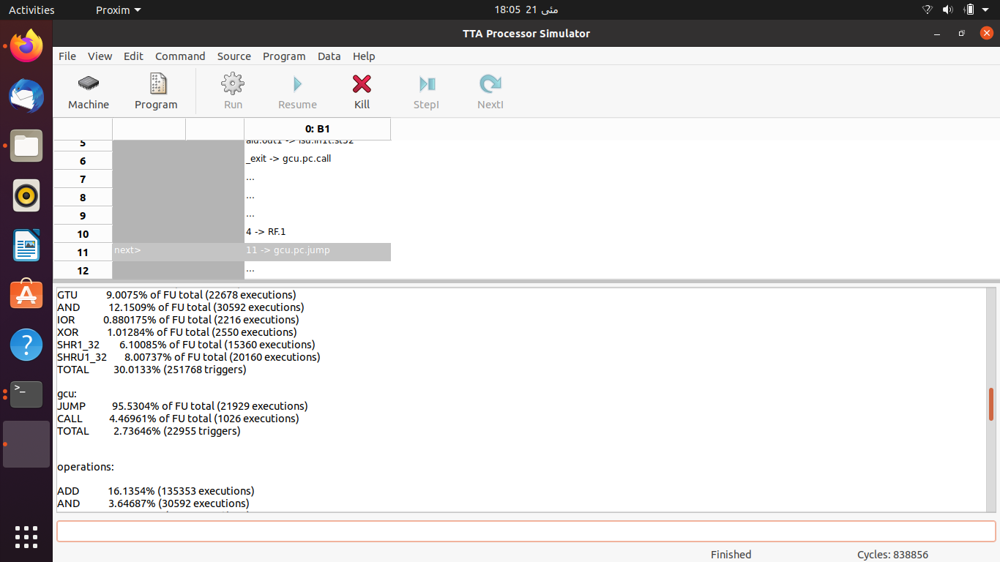 Activities Proxim 18:05 21 مئی
TTA Processor Simulator
File View Edit Command Source Program Data Help
Machine Program Run Resume Kill StepI NextI
0: B1
5
6 _exit -> gcu.pc.call
7 ...
8 ...
9 ...
10 4 -> RF.1
11 next> 11 -> gcu.pc.jump
12 ...
GTU 9.0075% of FU total (22678 executions)
AND 12.1509% of FU total (30592 executions)
IOR 0.880175% of FU total (2216 executions)
XOR 1.01284% of FU total (2550 executions)
SHR1_32 6.10085% of FU total (15360 executions)
SHRU1_32 8.00737% of FU total (20160 executions)
TOTAL 30.0133% (251768 triggers)
gcu:
JUMP 95.5304% of FU total (21929 executions)
CALL 4.46961% of FU total (1026 executions)
TOTAL 2.73646% (22955 triggers)
operations:
ADD 16.1354% (135353 executions)
AND 3.64687% (30592 executions)
Finished Cycles: 838856